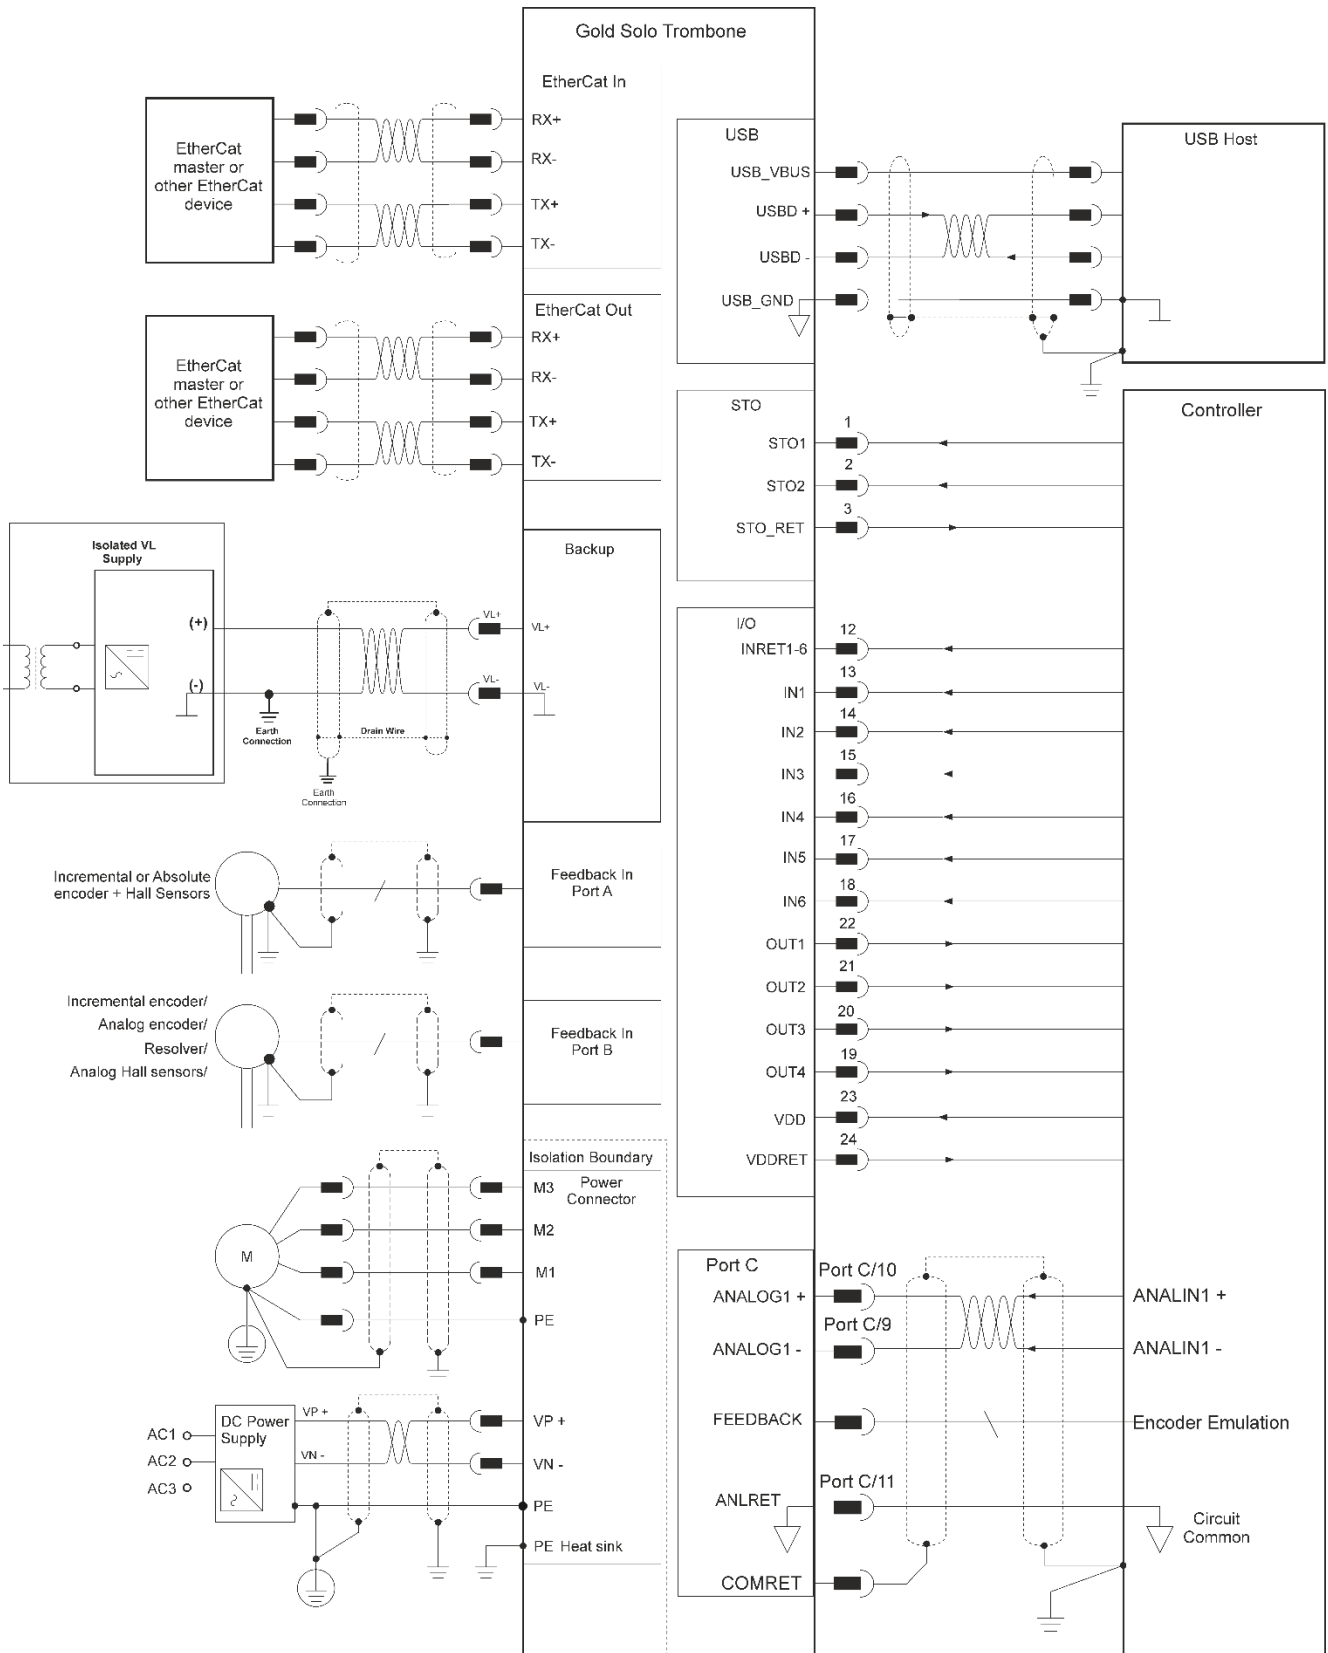 Gold Solo Trombone
EtherCat In
RX+
RX-
TX+
TX-
EtherCat
master or
other EtherCat
device
EtherCat Out
RX+
RX-
TX+
TX-
EtherCat
master or
other EtherCat
device
Isolated VL
Supply
(+)
(-)
Earth
Connection
Drain Wire
Earth
Connection
VL+
VL-
VL+
VL-
Backup
Incremental or Absolute
encoder + Hall Sensors
Feedback In
Port A
Incremental encoder/
Analog encoder/
Resolver/
Analog Hall sensors/
Feedback In
Port B
Isolation Boundary
Power
Connector
M3
M2
M1
PE
M
AC1
AC2
AC3
DC Power
Supply
VP +
VN -
VP +
VN -
PE
PE Heat sink
USB
USB_VBUS
USBD +
USBD -
USB_GND
USB Host
STO
STO1
STO2
STO_RET
1
2
3
Controller
I/O
INRET1-6
IN1
IN2
IN3
IN4
IN5
IN6
OUT1
OUT2
OUT3
OUT4
VDD
VDDRET
12
13
14
15
16
17
18
22
21
20
19
23
24
Port C
ANALOG1 +
ANALOG1 -
FEEDBACK
ANLRET
COMRET
Port C/10
Port C/9
Port C/11
ANALIN1 +
ANALIN1 -
Encoder Emulation
Circuit
Common